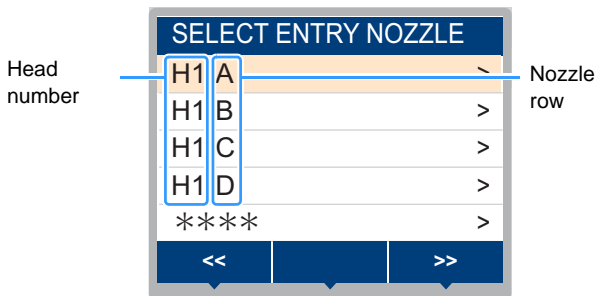 SELECT ENTRY NOZZLE
Head number
H1 A >
Nozzle row
H1 B >
H1 C >
H1 D >
**** >
<< >>